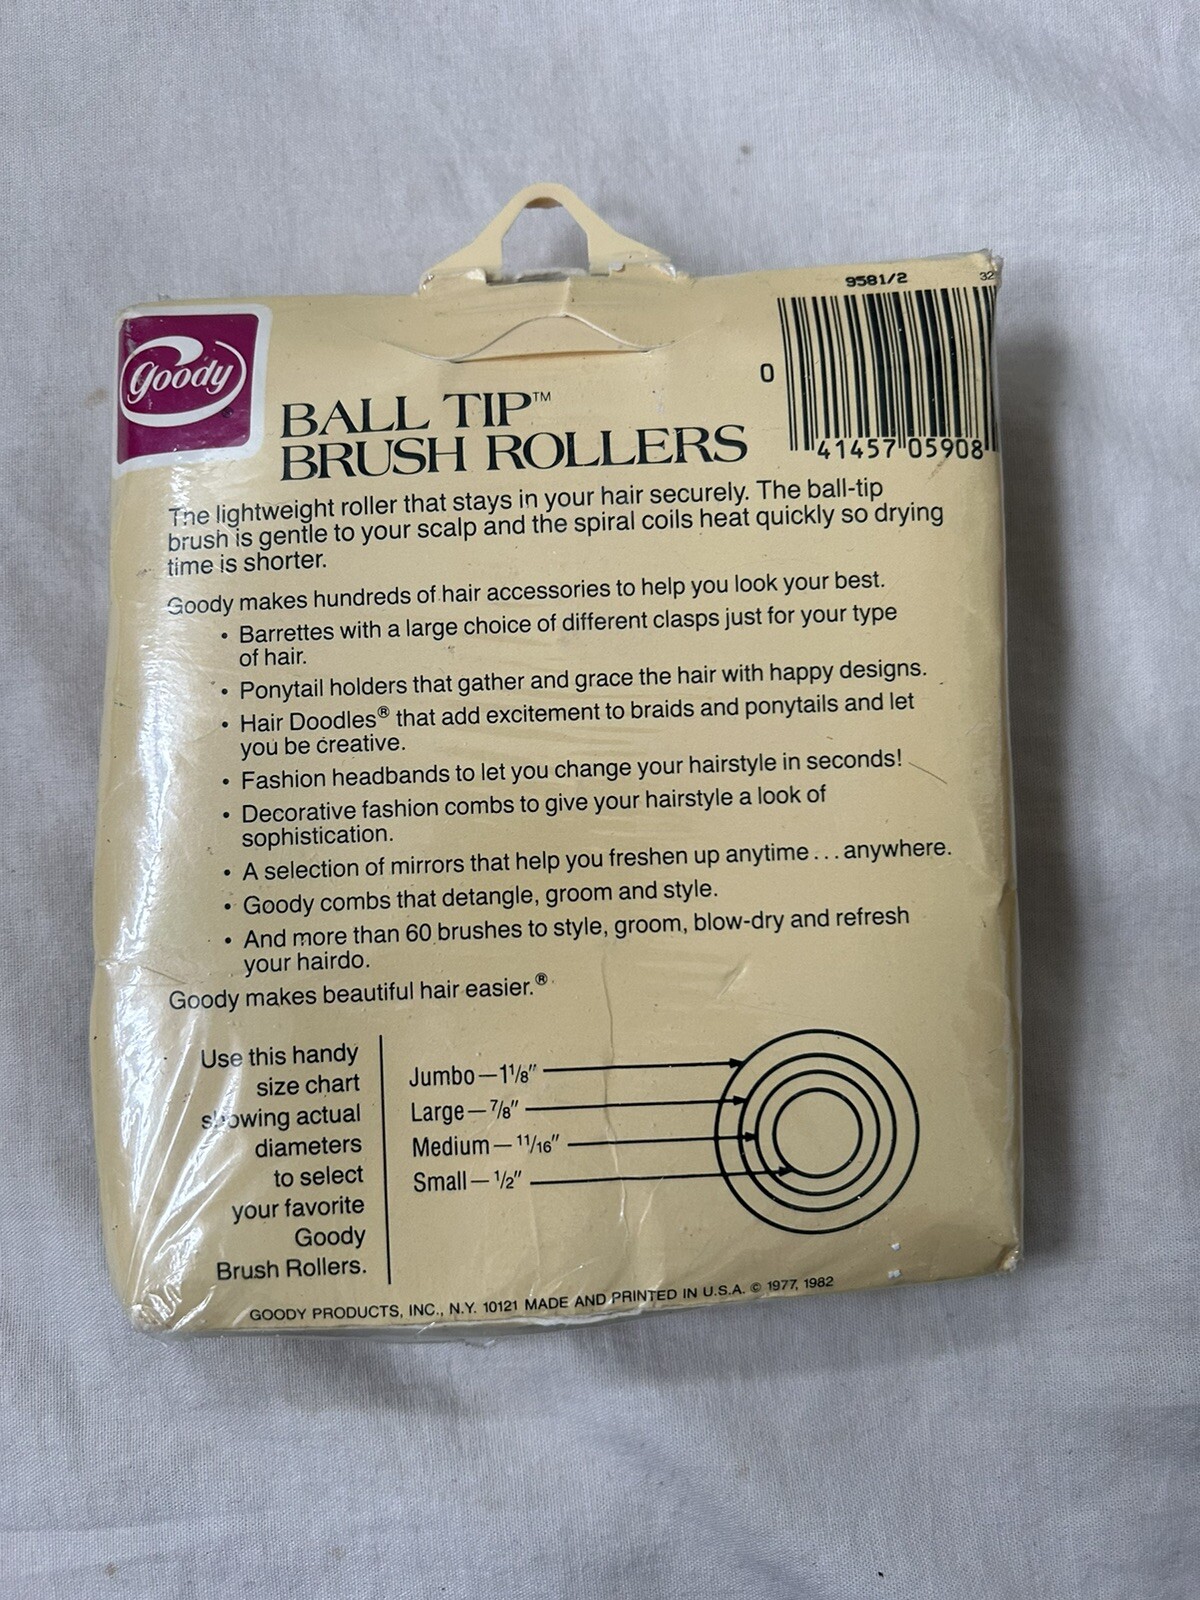 9581/2
32
goody
0
41457 05908
BALL TIP™
BRUSH ROLLERS
The lightweight roller that stays in your hair securely. The ball-tip
brush is gentle to your scalp and the spiral coils heat quickly so drying
time is shorter.
Goody makes hundreds of hair accessories to help you look your best.
• Barrettes with a large choice of different clasps just for your type
of hair.
• Ponytail holders that gather and grace the hair with happy designs.
• Hair Doodles® that add excitement to braids and ponytails and let
you be creative.
• Fashion headbands to let you change your hairstyle in seconds!
• Decorative fashion combs to give your hairstyle a look of
sophistication.
• A selection of mirrors that help you freshen up anytime...anywhere.
• Goody combs that detangle, groom and style.
• And more than 60 brushes to style, groom, blow-dry and refresh
your hairdo.
Goody makes beautiful hair easier.®
Use this handy
size chart
showing actual
diameters
to select
your favorite
Goody
Brush Rollers.
Jumbo—1 1/8"
Large—7/8"
Medium—11/16"
Small—1/2"
GOODY PRODUCTS, INC., N.Y. 10121 MADE AND PRINTED IN U.S.A. © 1977, 1982